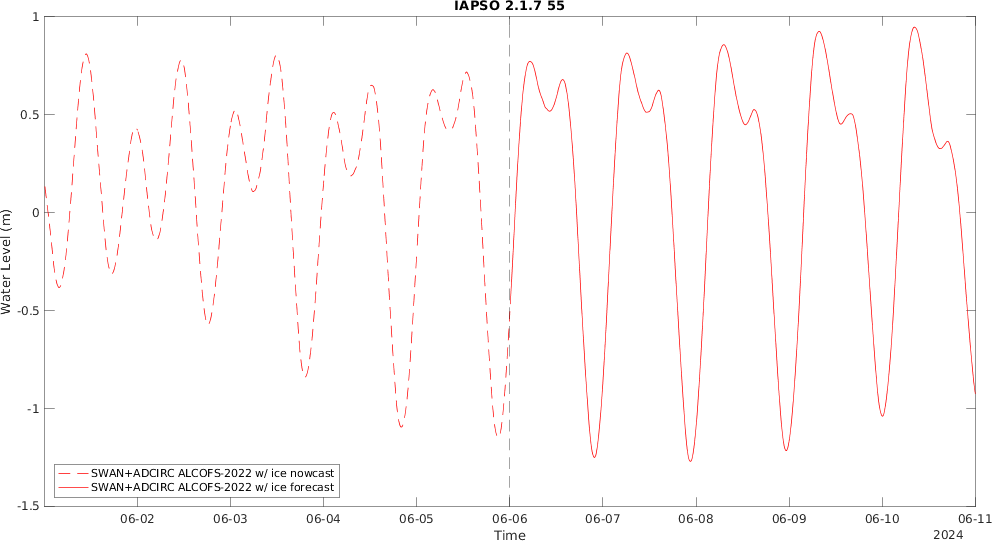 IAPSO 2.1.7 55
1
0.5
0
-0.5
-1
-1.5
Water Level (m)
SWAN+ADCIRC ALCOFS-2022 w/ ice nowcast
SWAN+ADCIRC ALCOFS-2022 w/ ice forecast
06-02 06-03 06-04 06-05 06-06 06-07 06-08 06-09 06-10 06-11
Time
2024